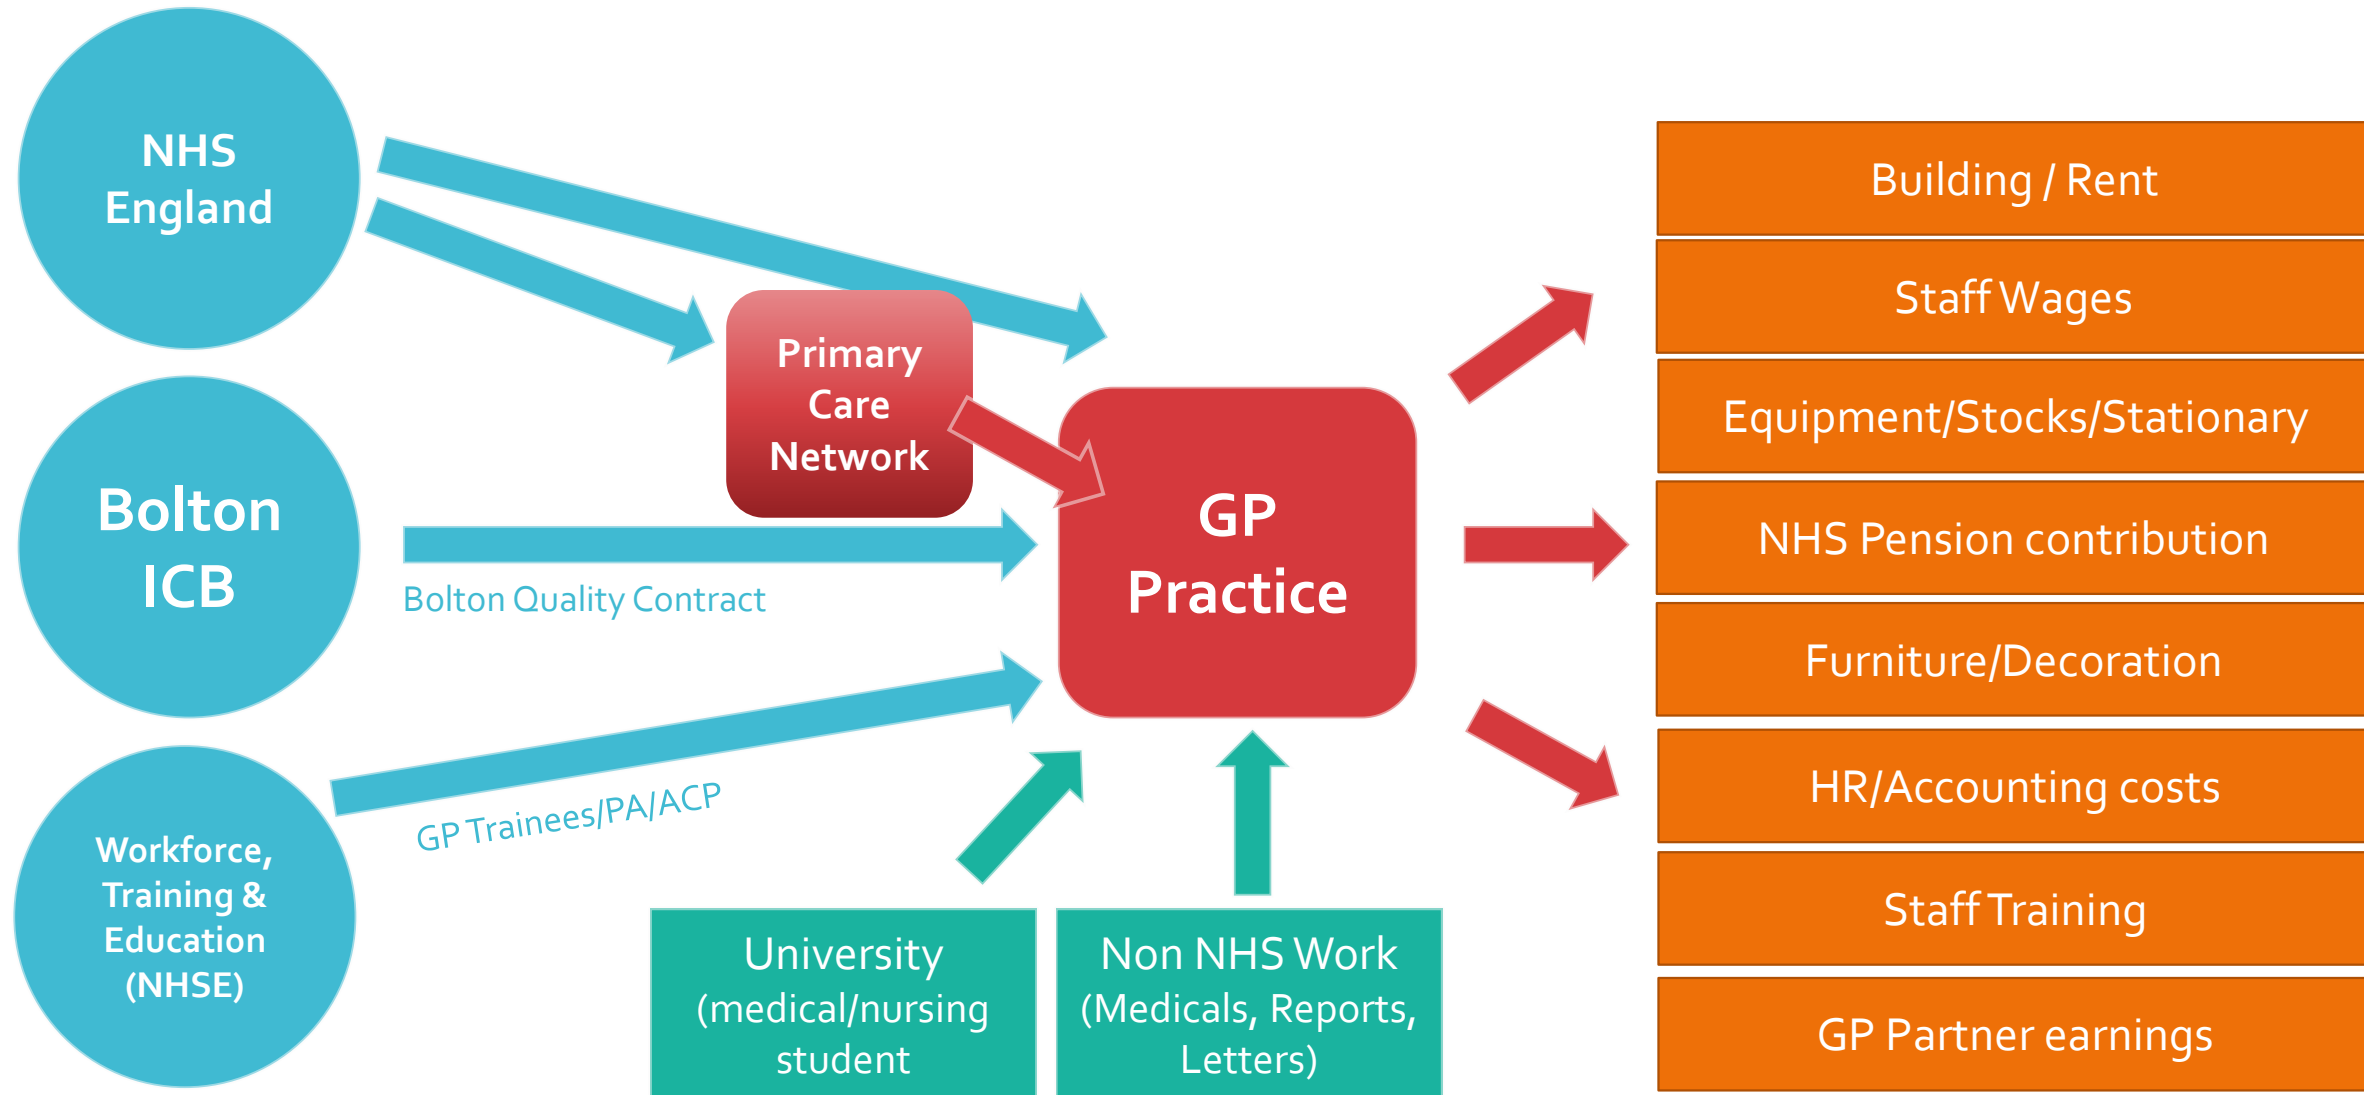 NHS
England
Primary
Care
Network
Bolton
ICB
Bolton Quality Contract
GP
Practice
Workforce,
Training &
Education
(NHSE)
GP Trainees/PA/ACP
University
(medical/nursing
student
Non NHS Work
(Medicals, Reports,
Letters)
Building / Rent
Staff Wages
Equipment/Stocks/Stationary
NHS Pension contribution
Furniture/Decoration
HR/Accounting costs
Staff Training
GP Partner earnings